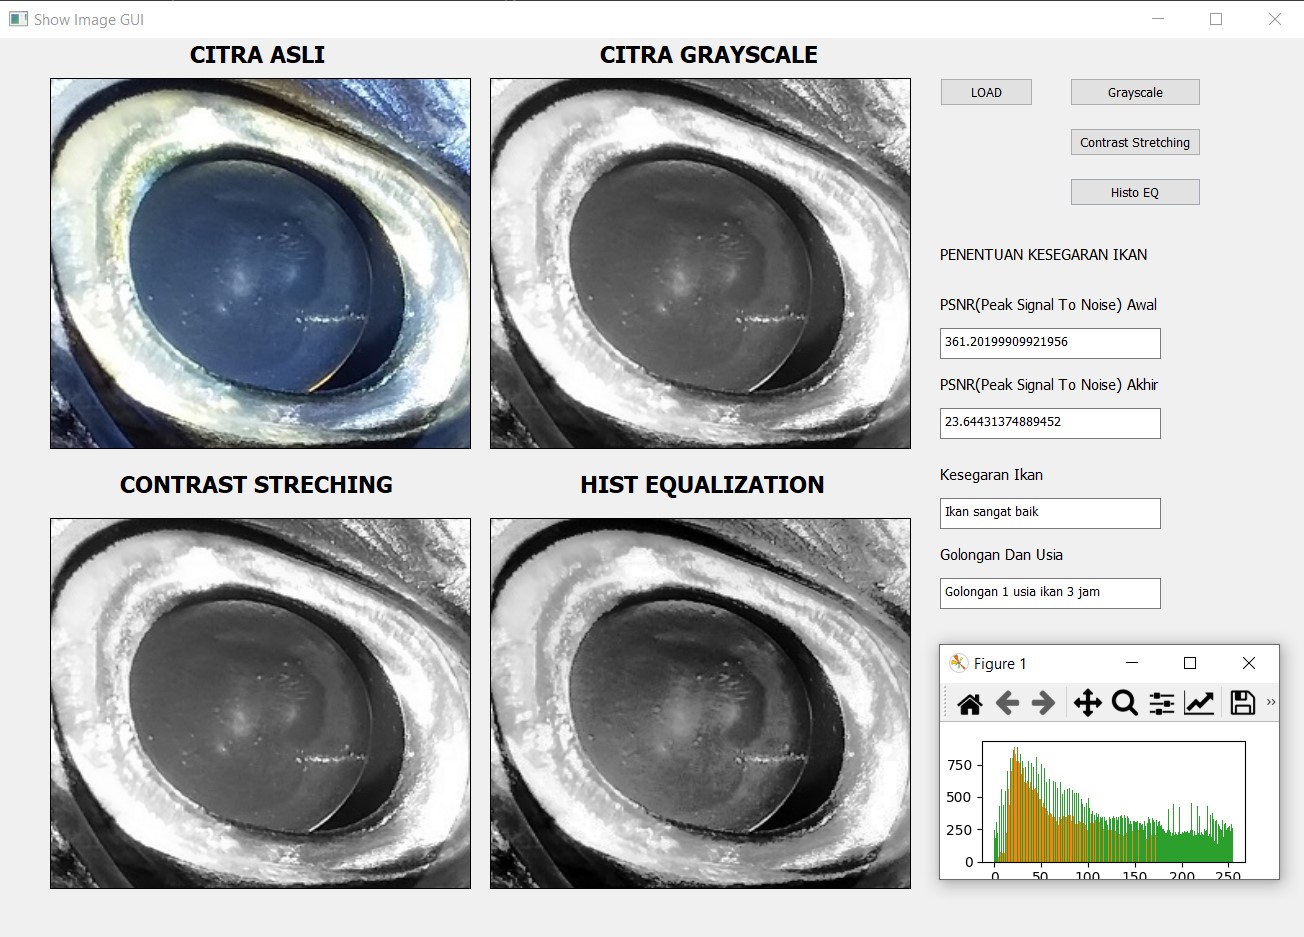 Show Image GUI
CITRA ASLI
CITRA GRAYSCALE
LOAD
Grayscale
Contrast Stretching
Histo EQ
PENENTUAN KESEGARAN IKAN
PSNR(Peak Signal To Noise) Awal
361.20199909921956
PSNR(Peak Signal To Noise) Akhir
23.64431374889452
CONTRAST STRECHING
HIST EQUALIZATION
Kesegaran Ikan
Ikan sangat baik
Golongan Dan Usia
Golongan 1 usia ikan 3 jam
Figure 1
750
500
250
0
0 50 100 150 200 250